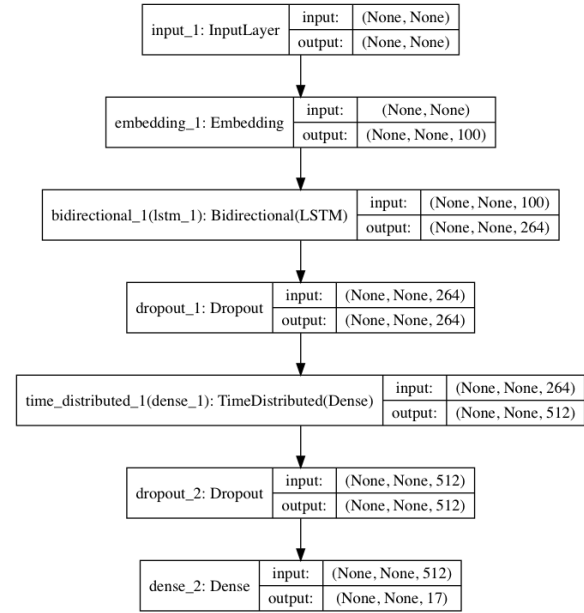 input_1: InputLayer
input: (None, None)
output: (None, None)
embedding_1: Embedding
input: (None, None)
output: (None, None, 100)
bidirectional_1(lstm_1): Bidirectional(LSTM)
input: (None, None, 100)
output: (None, None, 264)
dropout_1: Dropout
input: (None, None, 264)
output: (None, None, 264)
time_distributed_1(dense_1): TimeDistributed(Dense)
input: (None, None, 264)
output: (None, None, 512)
dropout_2: Dropout
input: (None, None, 512)
output: (None, None, 512)
dense_2: Dense
input: (None, None, 512)
output: (None, None, 17)